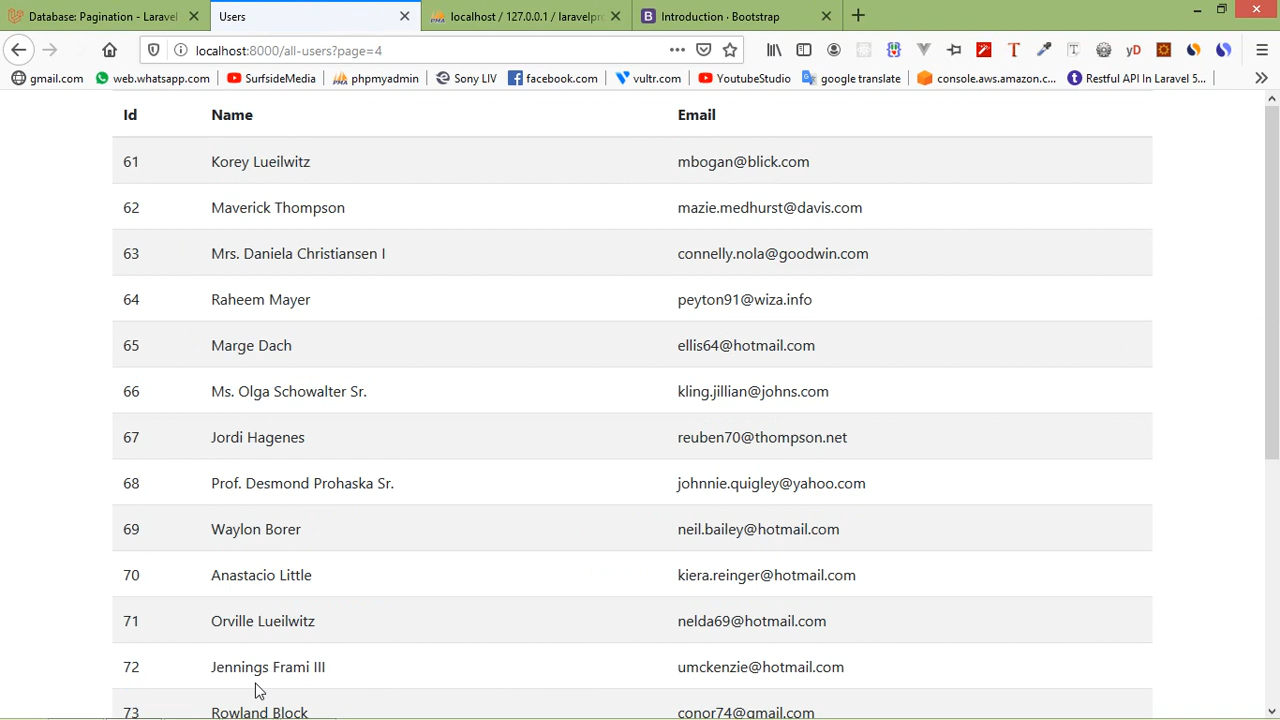 Database: Pagination - Laravel
Users
localhost / 127.0.0.1 / laravelpr
Introduction · Bootstrap
localhost:8000/all-users?page=4
gmail.com
web.whatsapp.com
SurfsideMedia
phpmyadmin
Sony LIV
facebook.com
vultr.com
YoutubeStudio
google translate
console.aws.amazon.c...
Restful API In Laravel 5...
Id Name Email
61 Korey Lueilwitz mbogan@blick.com
62 Maverick Thompson mazie.medhurst@davis.com
63 Mrs. Daniela Christiansen I connelly.nola@goodwin.com
64 Raheem Mayer peyton91@wiza.info
65 Marge Dach ellis64@hotmail.com
66 Ms. Olga Schowalter Sr. kling.jillian@johns.com
67 Jordi Hagenes reuben70@thompson.net
68 Prof. Desmond Prohaska Sr. johnnie.quigley@yahoo.com
69 Waylon Borer neil.bailey@hotmail.com
70 Anastacio Little kiera.reinger@hotmail.com
71 Orville Lueilwitz nelda69@hotmail.com
72 Jennings Frami III umckenzie@hotmail.com
73 Rowland Block conor74@gmail.com